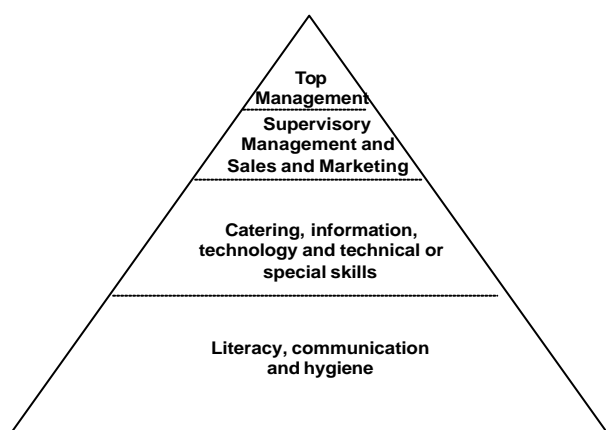 Top
Management
Supervisory
Management and
Sales and Marketing
Catering, information,
technology and technical or
special skills
Literacy, communication
and hygiene